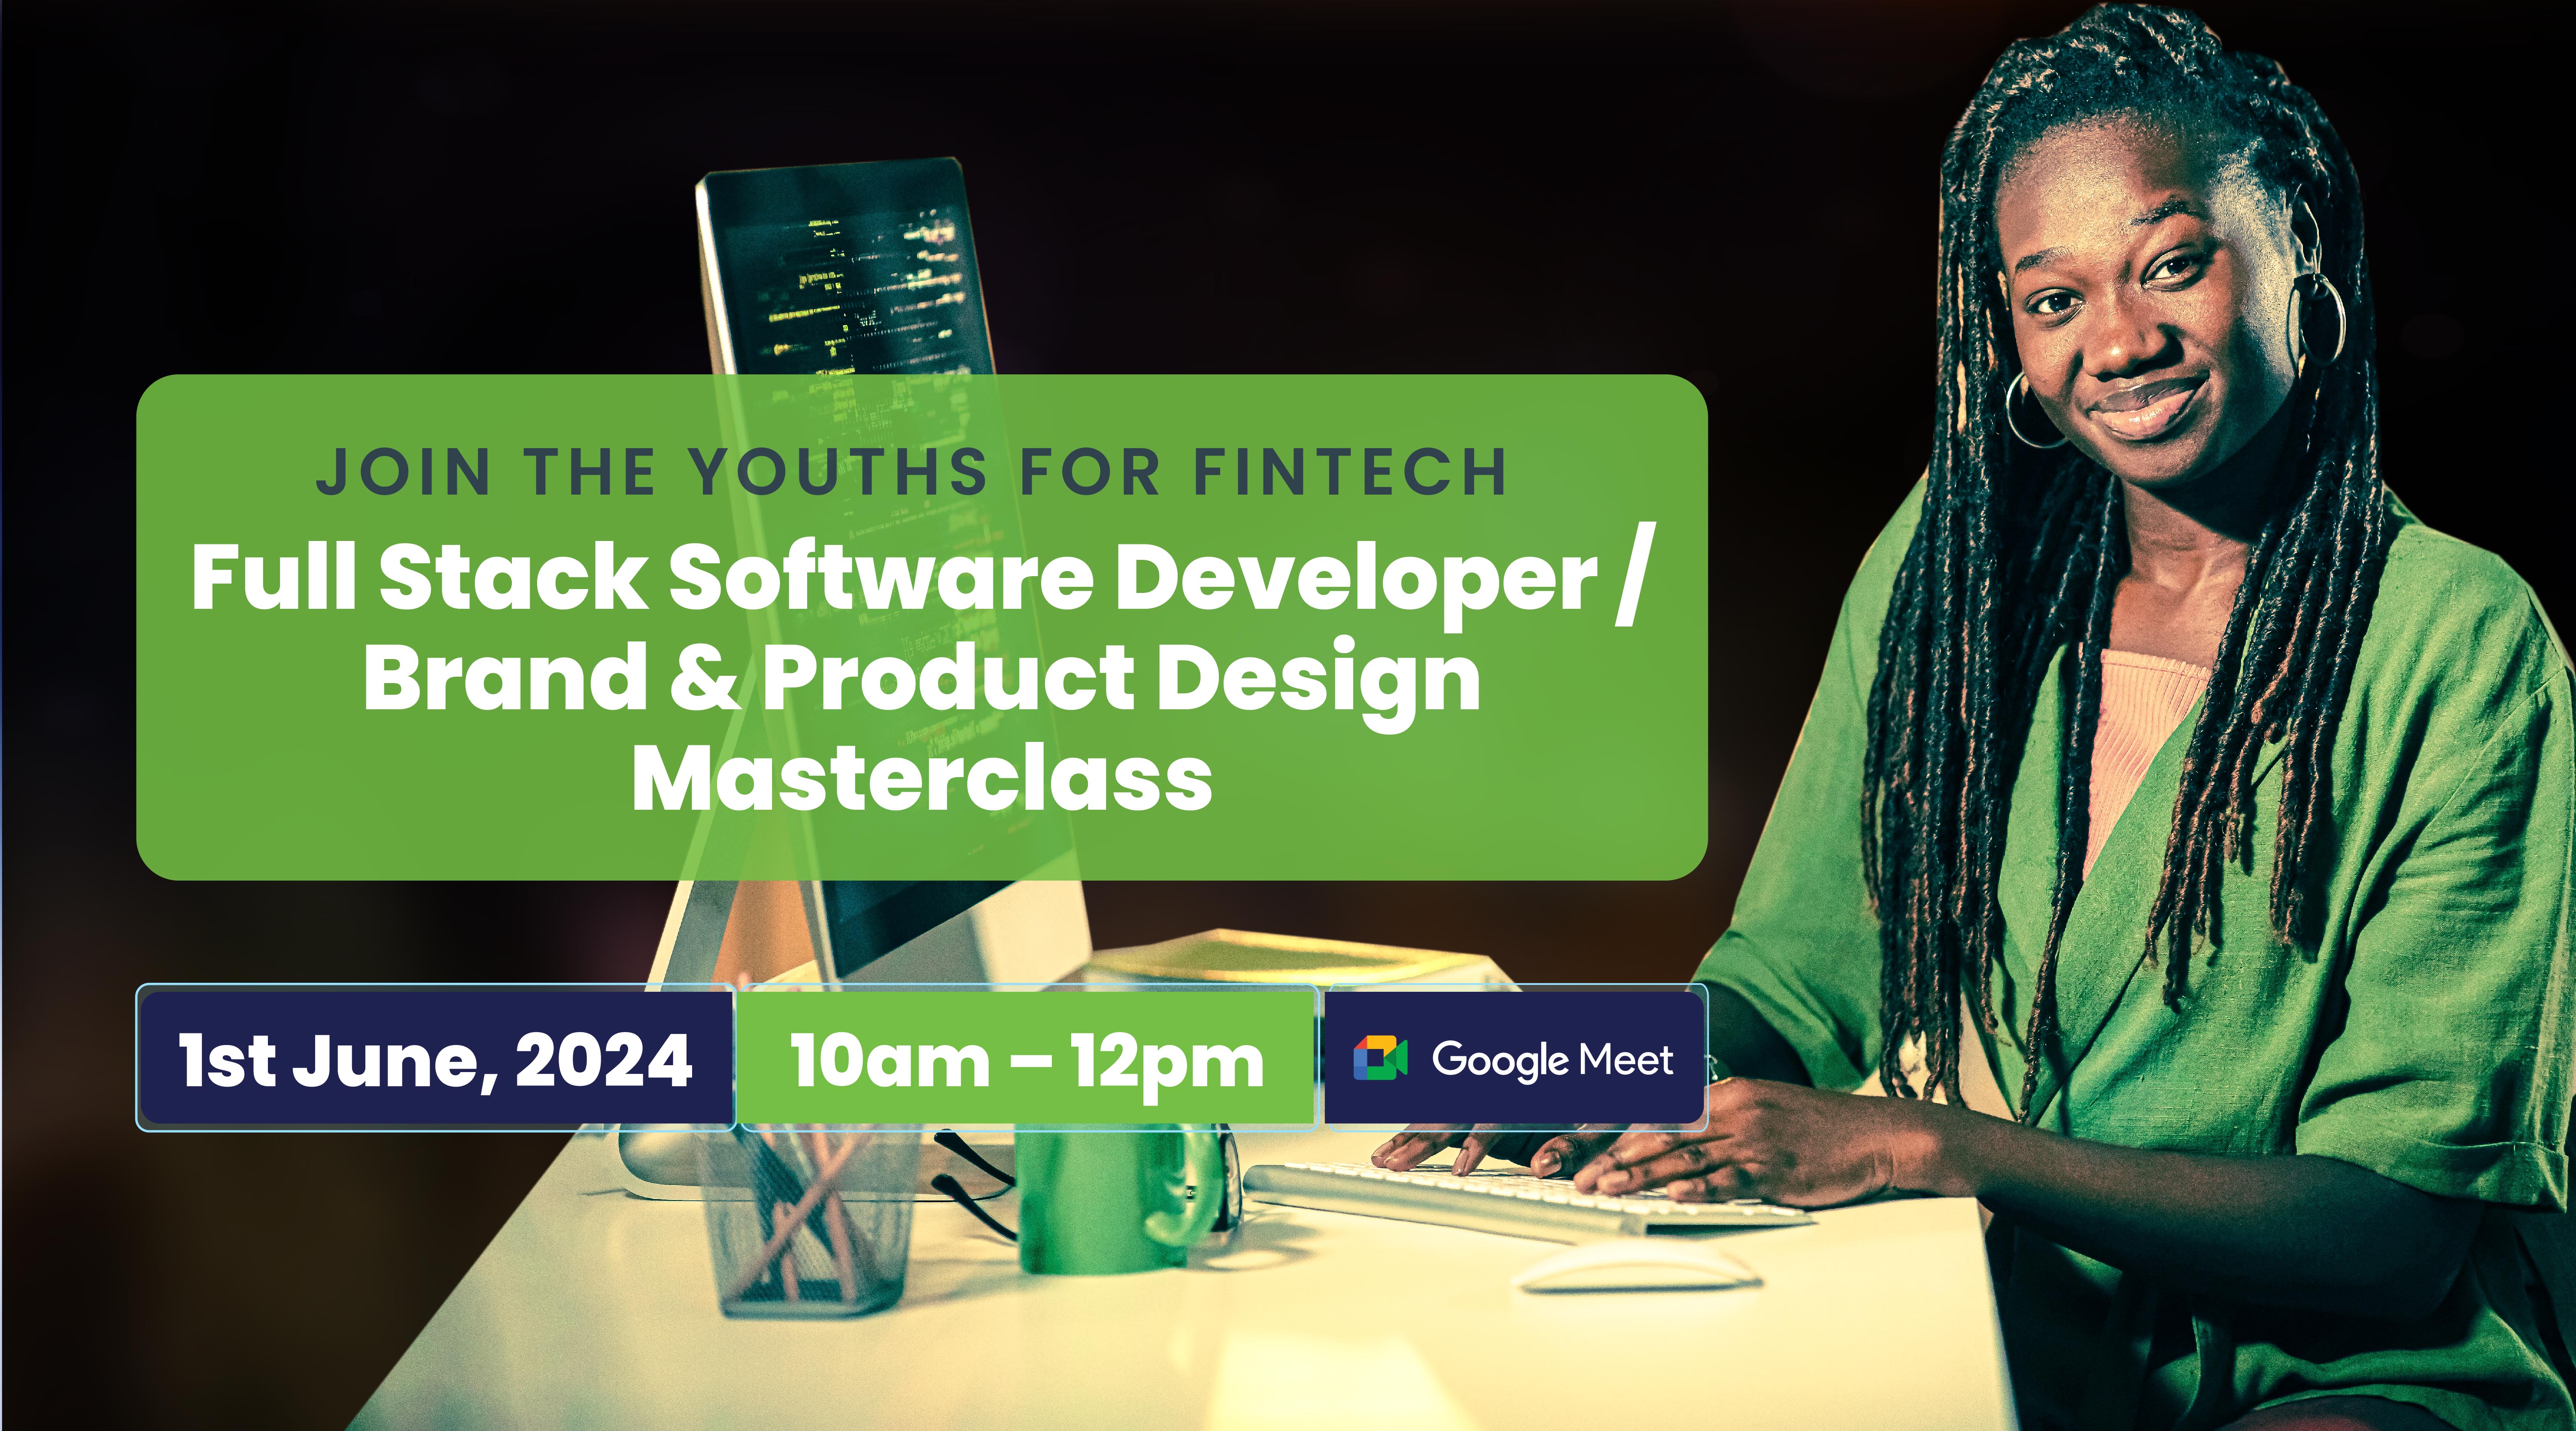 JOIN THE YOUTHS FOR FINTECH
Full Stack Software Developer /
Brand & Product Design
Masterclass
1st June, 2024
10am – 12pm
Google Meet